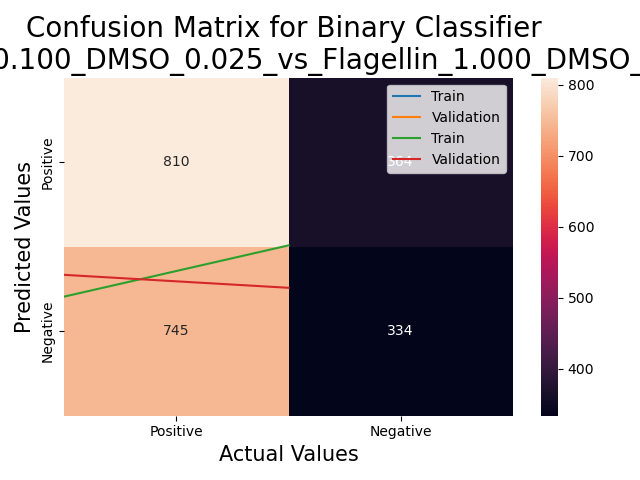 Confusion Matrix for Binary Classifier
0.100_DMSO_0.025_vs_Flagellin_1.000_DMSO_
Train
Validation
Train
Validation
810
745
334
Positive
Negative
Predicted Values
Positive
Negative
Actual Values
800
700
600
500
400